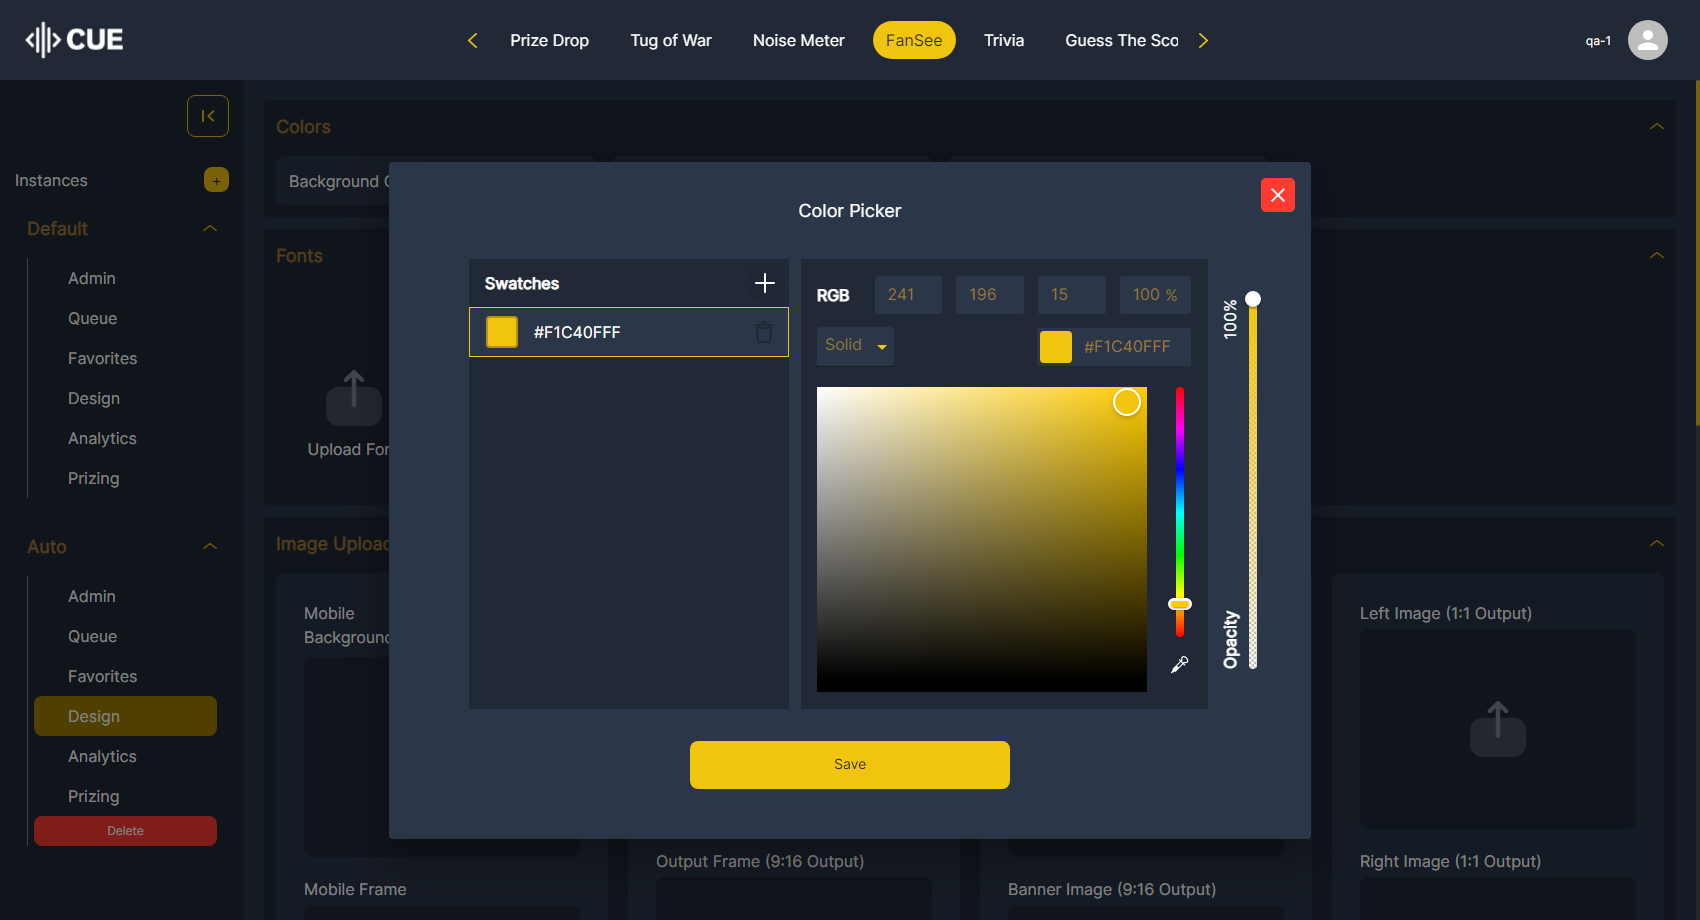 CUE
Prize Drop
Tug of War
Noise Meter
FanSee
Trivia
Guess The Sco
qa-1
Instances
+
Default
Admin
Queue
Favorites
Design
Analytics
Prizing
Auto
Admin
Queue
Favorites
Design
Analytics
Prizing
Delete
Colors
Background
Fonts
Upload
Image
Mobile
Background
Mobile Frame
Output Frame (9:16 Output)
Banner Image (9:16 Output)
Left Image (1:1 Output)
Right Image (1:1 Output)
Color Picker
Swatches
#F1C40FFF
RGB
241
196
15
100 %
Solid
#F1C40FFF
100%
Opacity
Save